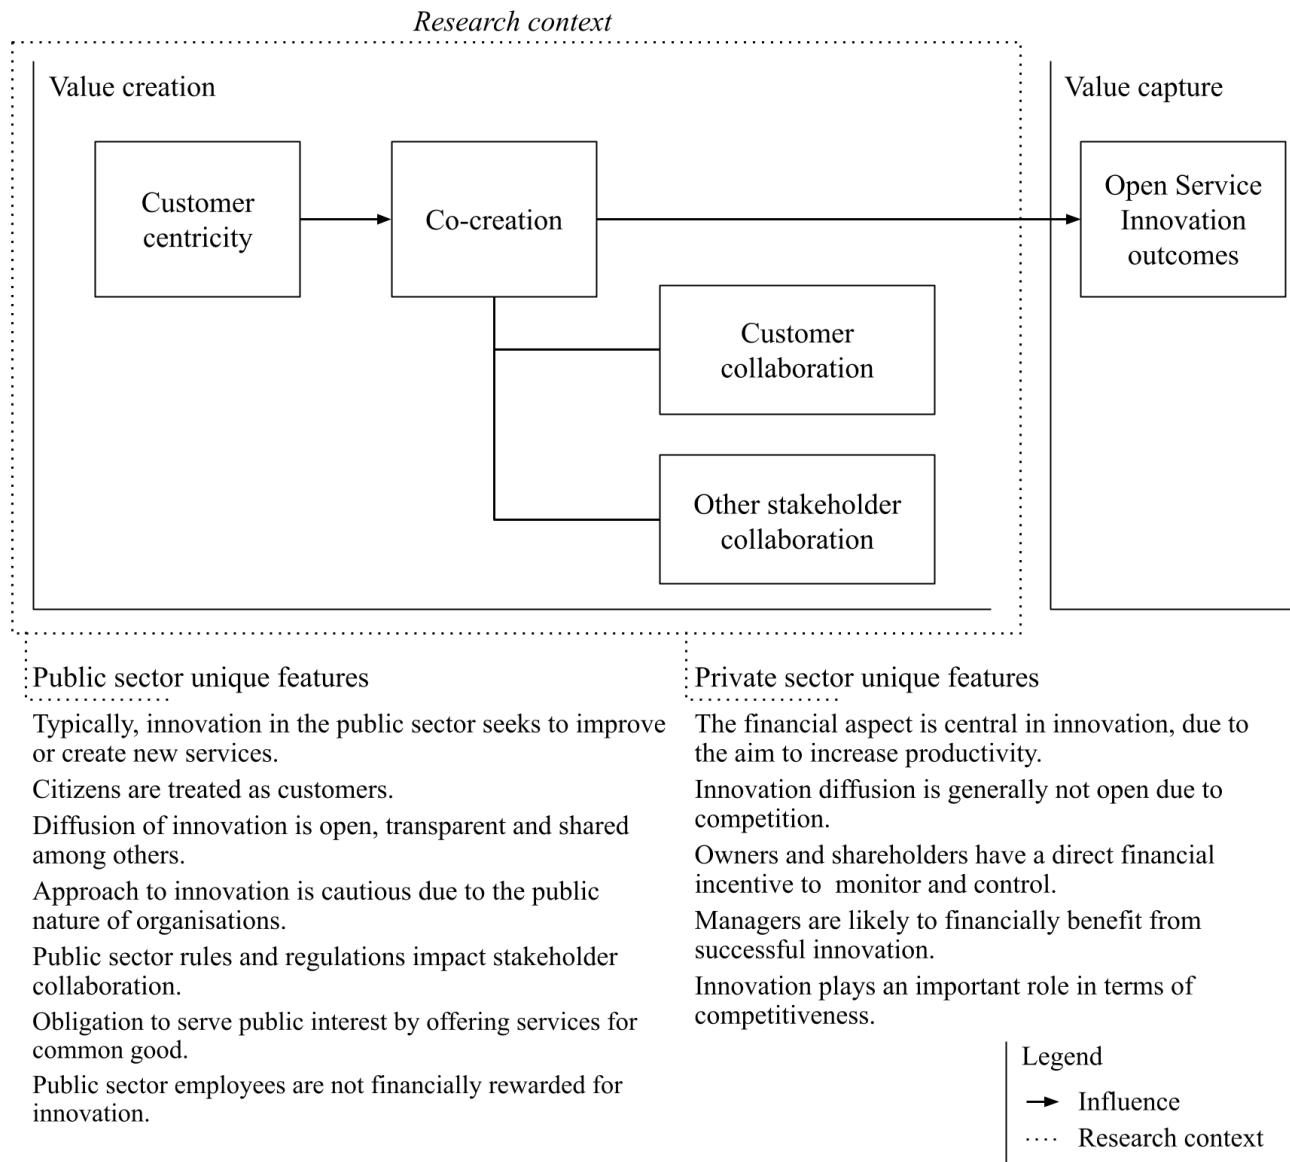 Research context
Value creation
Value capture
Customer
centricity
Co-creation
Open Service
Innovation
outcomes
Customer
collaboration
Other stakeholder
collaboration
Public sector unique features
Typically, innovation in the public sector seeks to improve
or create new services.
Citizens are treated as customers.
Diffusion of innovation is open, transparent and shared
among others.
Approach to innovation is cautious due to the public
nature of organisations.
Public sector rules and regulations impact stakeholder
collaboration.
Obligation to serve public interest by offering services for
common good.
Public sector employees are not financially rewarded for
innovation.
Private sector unique features
The financial aspect is central in innovation, due to
the aim to increase productivity.
Innovation diffusion is generally not open due to
competition.
Owners and shareholders have a direct financial
incentive to  monitor and control.
Managers are likely to financially benefit from
successful innovation.
Innovation plays an important role in terms of
competitiveness.
Legend
Influence
Research context